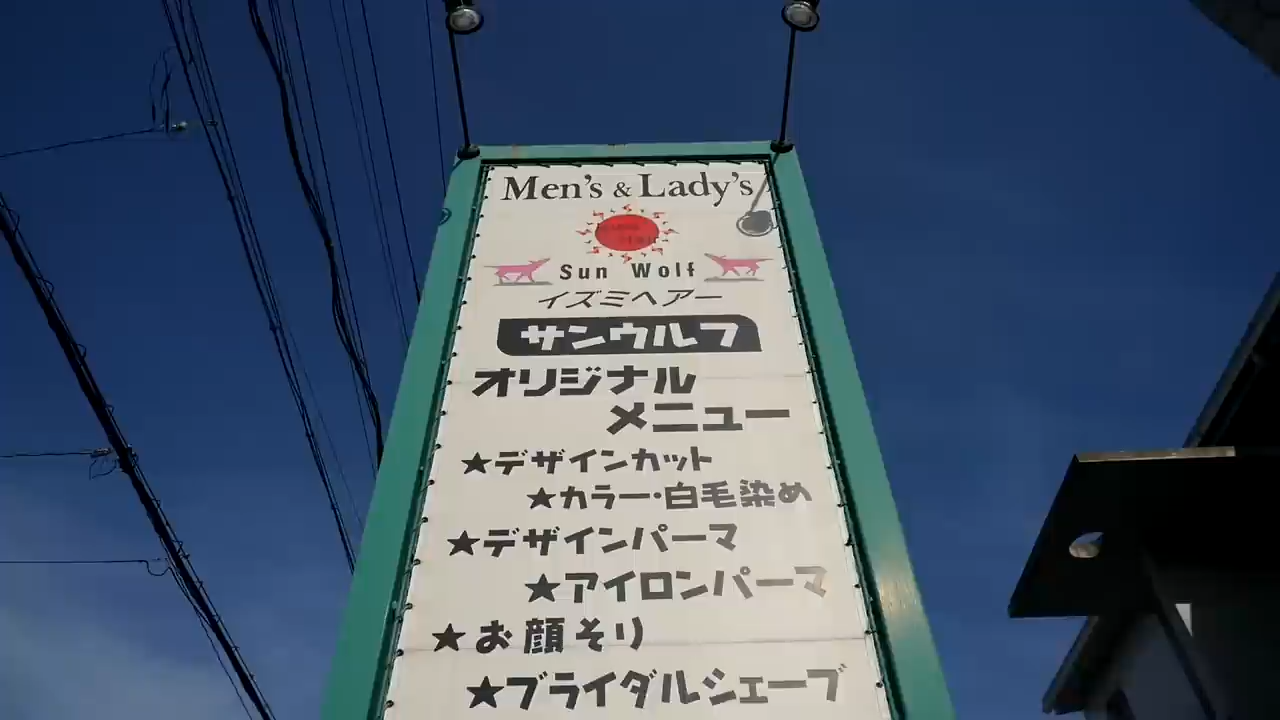 Men's & Lady's
Sun Wolf
イズミヘアー
サンウルフ
オリジナル
メニュー
★デザインカット
★カラー・白毛染め
★デザインパーマ
★アイロンパーマ
★お顔そり
★ブライダルシェーブ